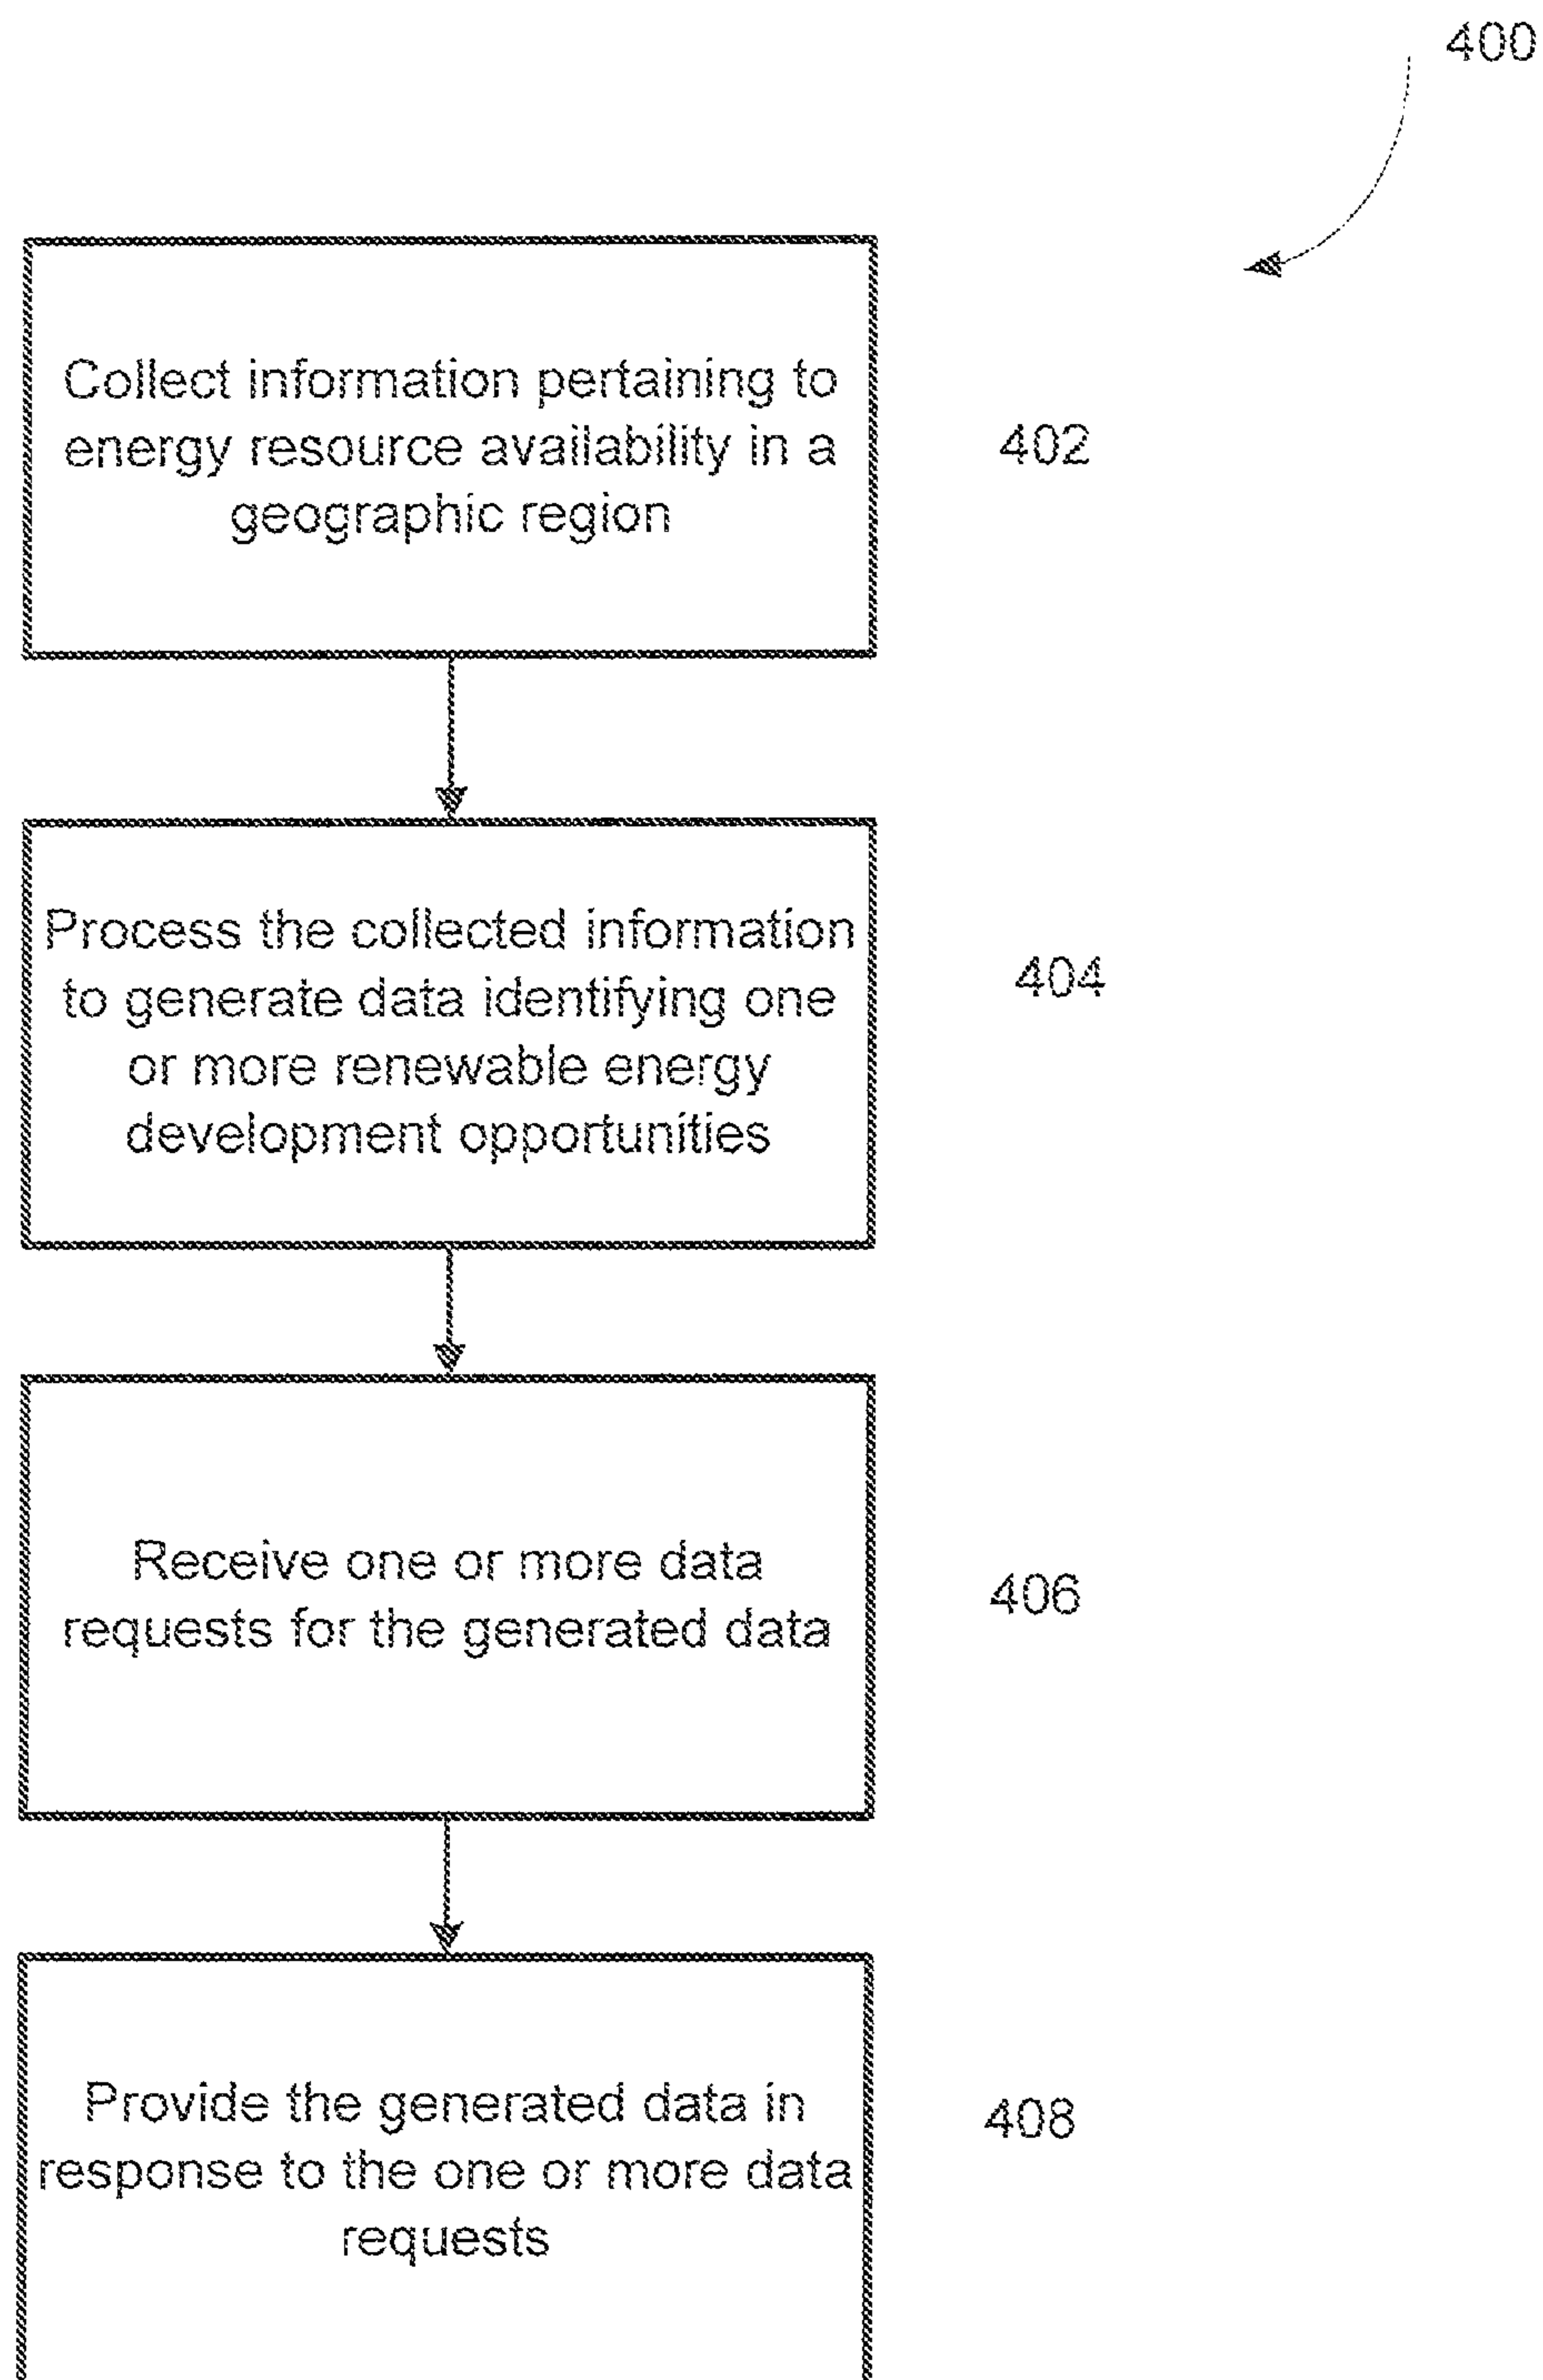 400
Collect information pertaining to
energy resource availability in a
geographic region
402
Process the collected information
to generate data identifying one
or more renewable energy
development opportunities
404
Receive one or more data
requests for the generated data
406
Provide the generated data in
response to the one or more data
requests
408